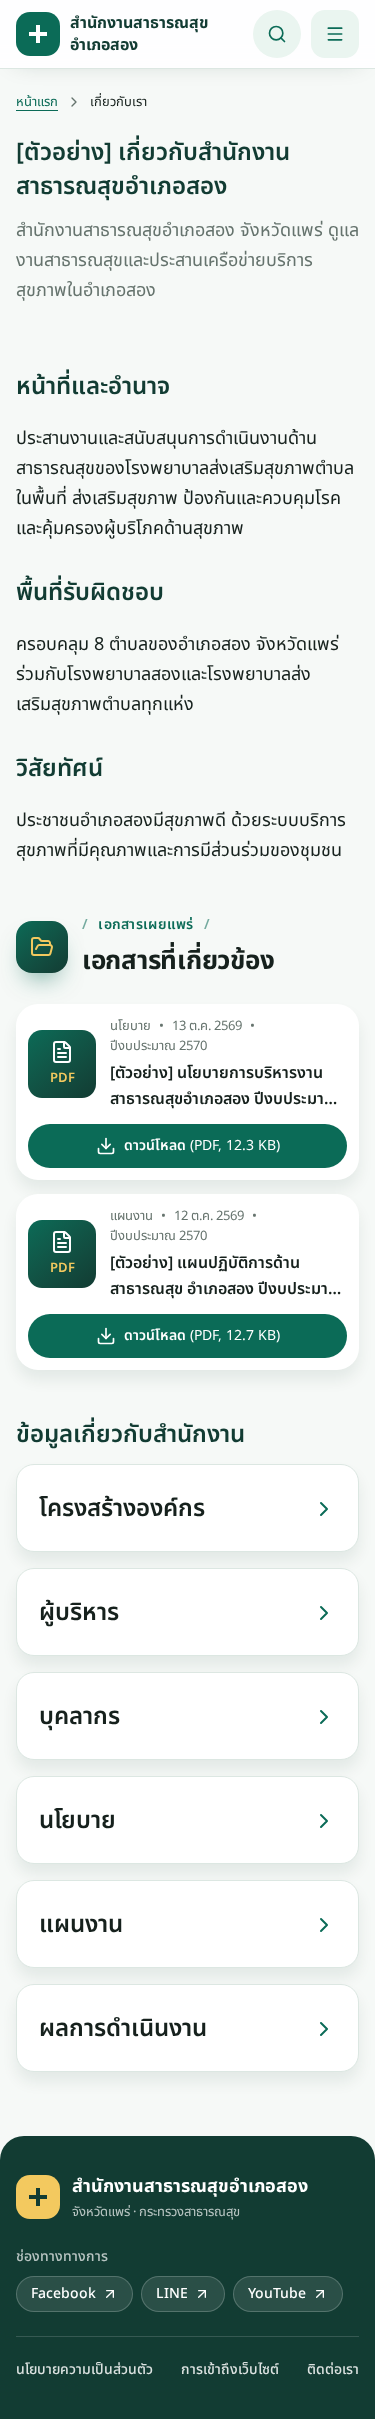 สำนักงานสาธารณสุข
อำเภอสอง
หน้าแรก
เกี่ยวกับเรา
[ตัวอย่าง] เกี่ยวกับสำนักงาน
สาธารณสุขอำเภอสอง
สำนักงานสาธารณสุขอำเภอสอง จังหวัดแพร่ ดูแล
งานสาธารณสุขและประสานเครือข่ายบริการ
สุขภาพในอำเภอสอง
หน้าที่และอำนาจ
ประสานงานและสนับสนุนการดำเนินงานด้าน
สาธารณสุขของโรงพยาบาลส่งเสริมสุขภาพตำบล
ในพื้นที่ ส่งเสริมสุขภาพ ป้องกันและควบคุมโรค
และคุ้มครองผู้บริโภคด้านสุขภาพ
พื้นที่รับผิดชอบ
ครอบคลุม 8 ตำบลของอำเภอสอง จังหวัดแพร่
ร่วมกับโรงพยาบาลสองและโรงพยาบาลส่ง
เสริมสุขภาพตำบลทุกแห่ง
วิสัยทัศน์
ประชาชนอำเภอสองมีสุขภาพดี ด้วยระบบบริการ
สุขภาพที่มีคุณภาพและการมีส่วนร่วมของชุมชน
/ เอกสารเผยแพร่ /
เอกสารที่เกี่ยวข้อง
PDF
นโยบาย • 13 ต.ค. 2569 •
ปีงบประมาณ 2570
[ตัวอย่าง] นโยบายการบริหารงาน
สาธารณสุขอำเภอสอง ปีงบประมา...
ดาวน์โหลด (PDF, 12.3 KB)
PDF
แผนงาน • 12 ต.ค. 2569 •
ปีงบประมาณ 2570
[ตัวอย่าง] แผนปฏิบัติการด้าน
สาธารณสุข อำเภอสอง ปีงบประมา...
ดาวน์โหลด (PDF, 12.7 KB)
ข้อมูลเกี่ยวกับสำนักงาน
โครงสร้างองค์กร
ผู้บริหาร
บุคลากร
นโยบาย
แผนงาน
ผลการดำเนินงาน
สำนักงานสาธารณสุขอำเภอสอง
จังหวัดแพร่ · กระทรวงสาธารณสุข
ช่องทางทางการ
Facebook
LINE
YouTube
นโยบายความเป็นส่วนตัว
การเข้าถึงเว็บไซต์
ติดต่อเรา